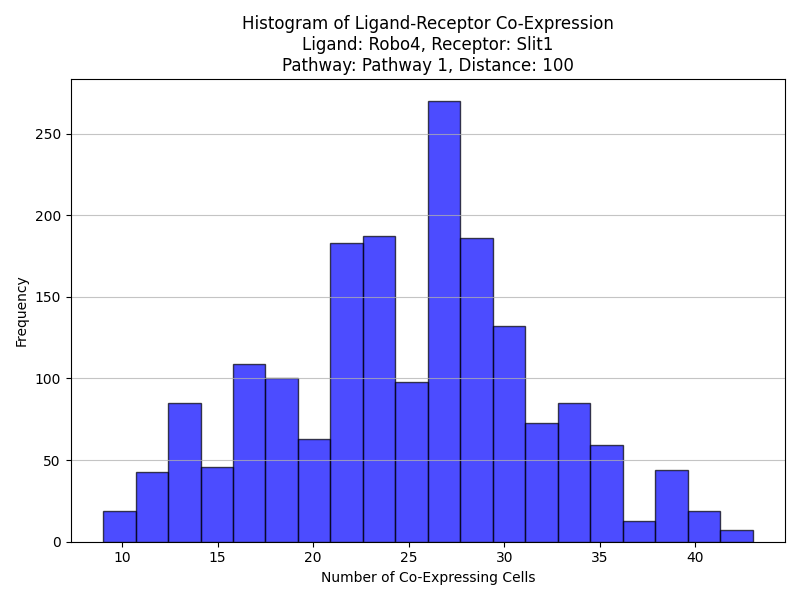 Histogram of Ligand-Receptor Co-Expression
Ligand: Robo4, Receptor: Slit1
Pathway: Pathway 1, Distance: 100
250
200
150
100
50
0
Frequency
10 15 20 25 30 35 40
Number of Co-Expressing Cells